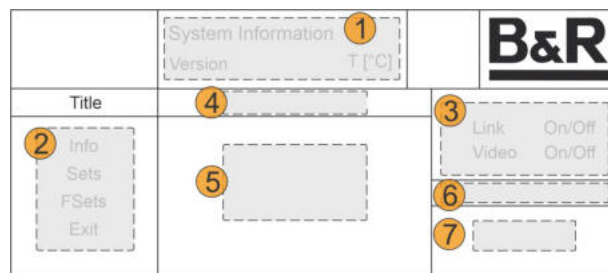 System Information 1
Version T [°C]
B&R
Title
4
3
Link On/Off
Video On/Off
2
Info
Sets
FSets
Exit
5
6
7